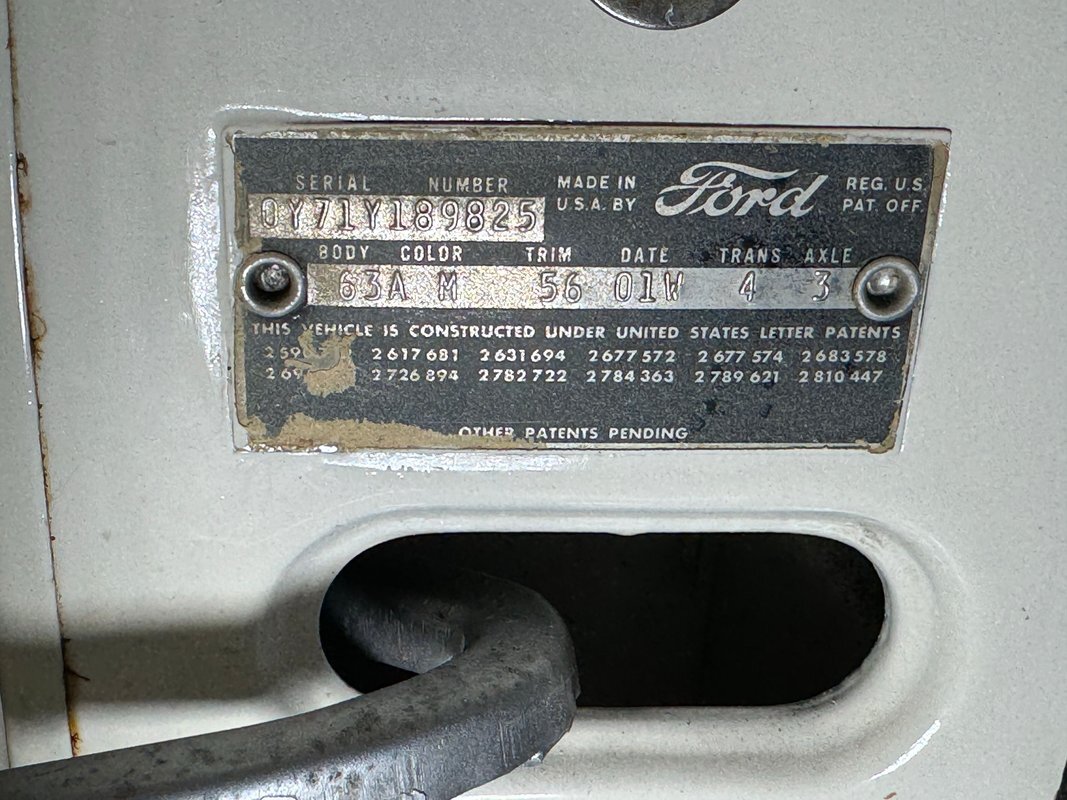 SERIAL NUMBER MADE IN U.S.A. BY Ford REG. U.S. PAT. OFF.
0Y71Y189825
BODY COLOR TRIM DATE TRANS AXLE
63A M 56 01W 4 3
THIS VEHICLE IS CONSTRUCTED UNDER UNITED STATES LETTER PATENTS
2 617 681 2 631 694 2 677 572 2 677 574 2 683 578
2 726 894 2 782 722 2 784 363 2 789 621 2 810 447
OTHER PATENTS PENDING